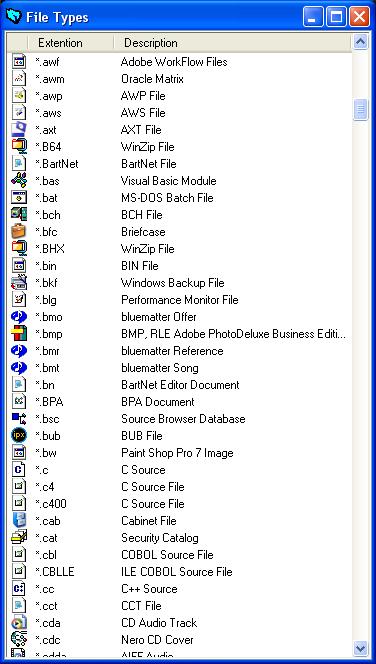 File Types
Extention Description
*.awf Adobe WorkFlow Files
*.awm Oracle Matrix
*.awp AWP File
*.aws AWS File
*.axt AXT File
*.B64 WinZip File
*.BartNet BartNet File
*.bas Visual Basic Module
*.bat MS-DOS Batch File
*.bch BCH File
*.bfc Briefcase
*.BHX WinZip File
*.bin BIN File
*.bkf Windows Backup File
*.blg Performance Monitor File
*.bmo bluematter Offer
*.bmp BMP, RLE Adobe PhotoDeluxe Business Editi...
*.bmr bluematter Reference
*.bmt bluematter Song
*.bn BartNet Editor Document
*.BPA BPA Document
*.bsc Source Browser Database
ipx *.bub BUB File
*.bw Paint Shop Pro 7 Image
*.c C Source
*.c4 C Source File
*.c400 C Source File
*.cab Cabinet File
*.cat Security Catalog
*.cbl COBOL Source File
*.CBLLE ILE COBOL Source File
*.cc C++ Source
*.cct CCT File
*.cda CD Audio Track
*.cdc Nero CD Cover
*.cdda AIFF Audio